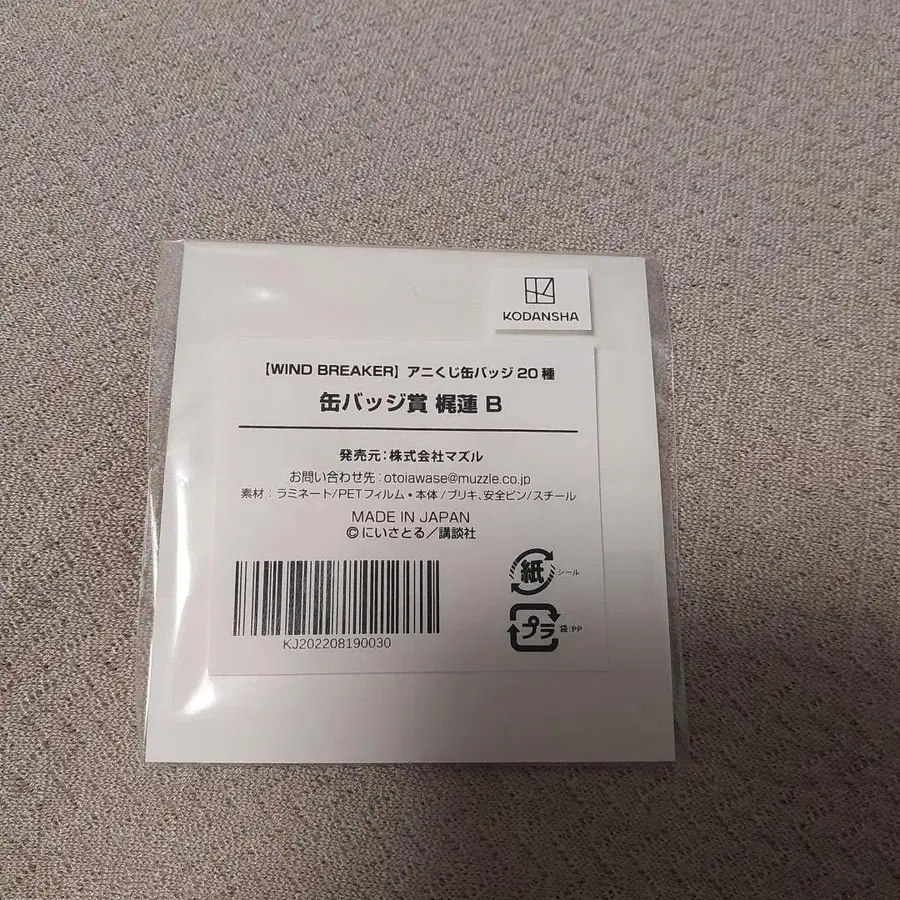 KODANSHA
【WIND BREAKER】アニくじ缶バッジ 20 種
缶バッジ賞 梶蓮 B
発売元：株式会社マズル
お問い合わせ先：otoiawase@muzzle.co.jp
素材：ラミネート/PETフィルム・本体/ブリキ、安全ピン/スチール
MADE IN JAPAN
©にいさとる／講談社
紙 シール
プラ 袋:PP
KJ202208190030